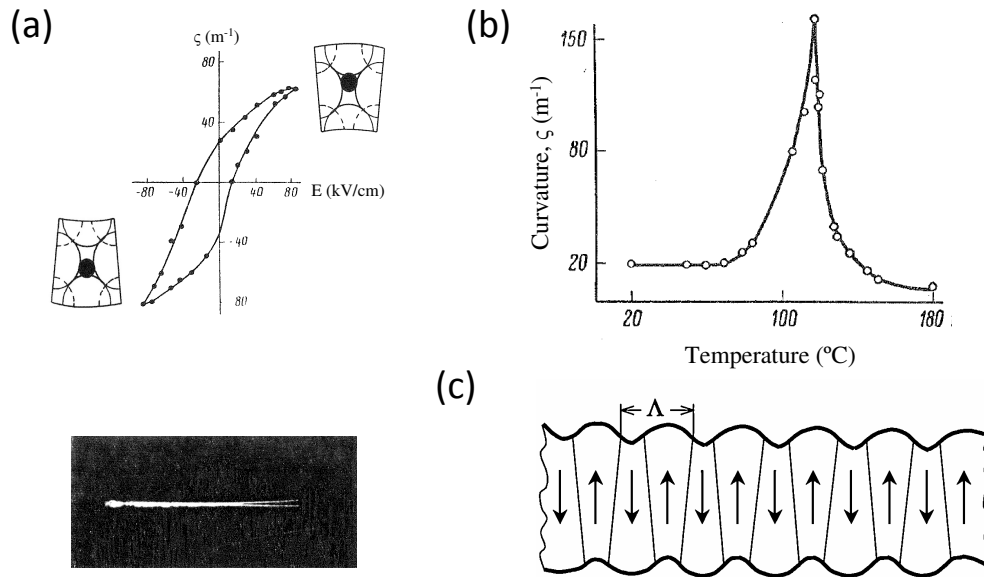 (a)
ς (m⁻¹)
80
40
-80
-40
0
40
80
E (kV/cm)
-40
80
(b)
Curvature, ς (m⁻¹)
150
80
20
20
100
180
Temperature (ºC)
(c)
Λ